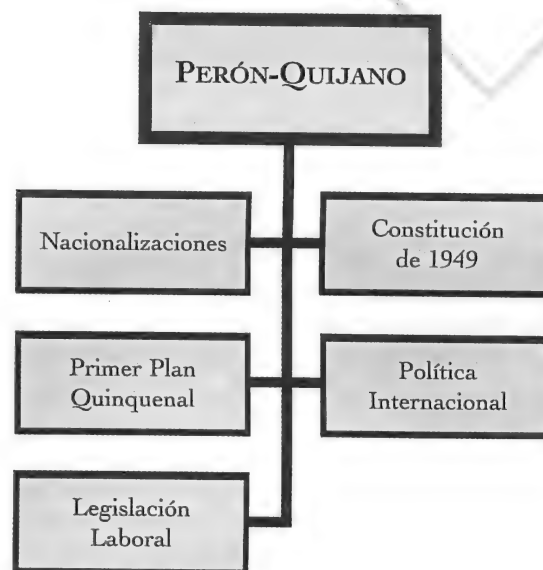 PERÓN-QUIJANO
Nacionalizaciones
Constitución
de 1949
Primer Plan
Quinquenal
Política
Internacional
Legislación
Laboral